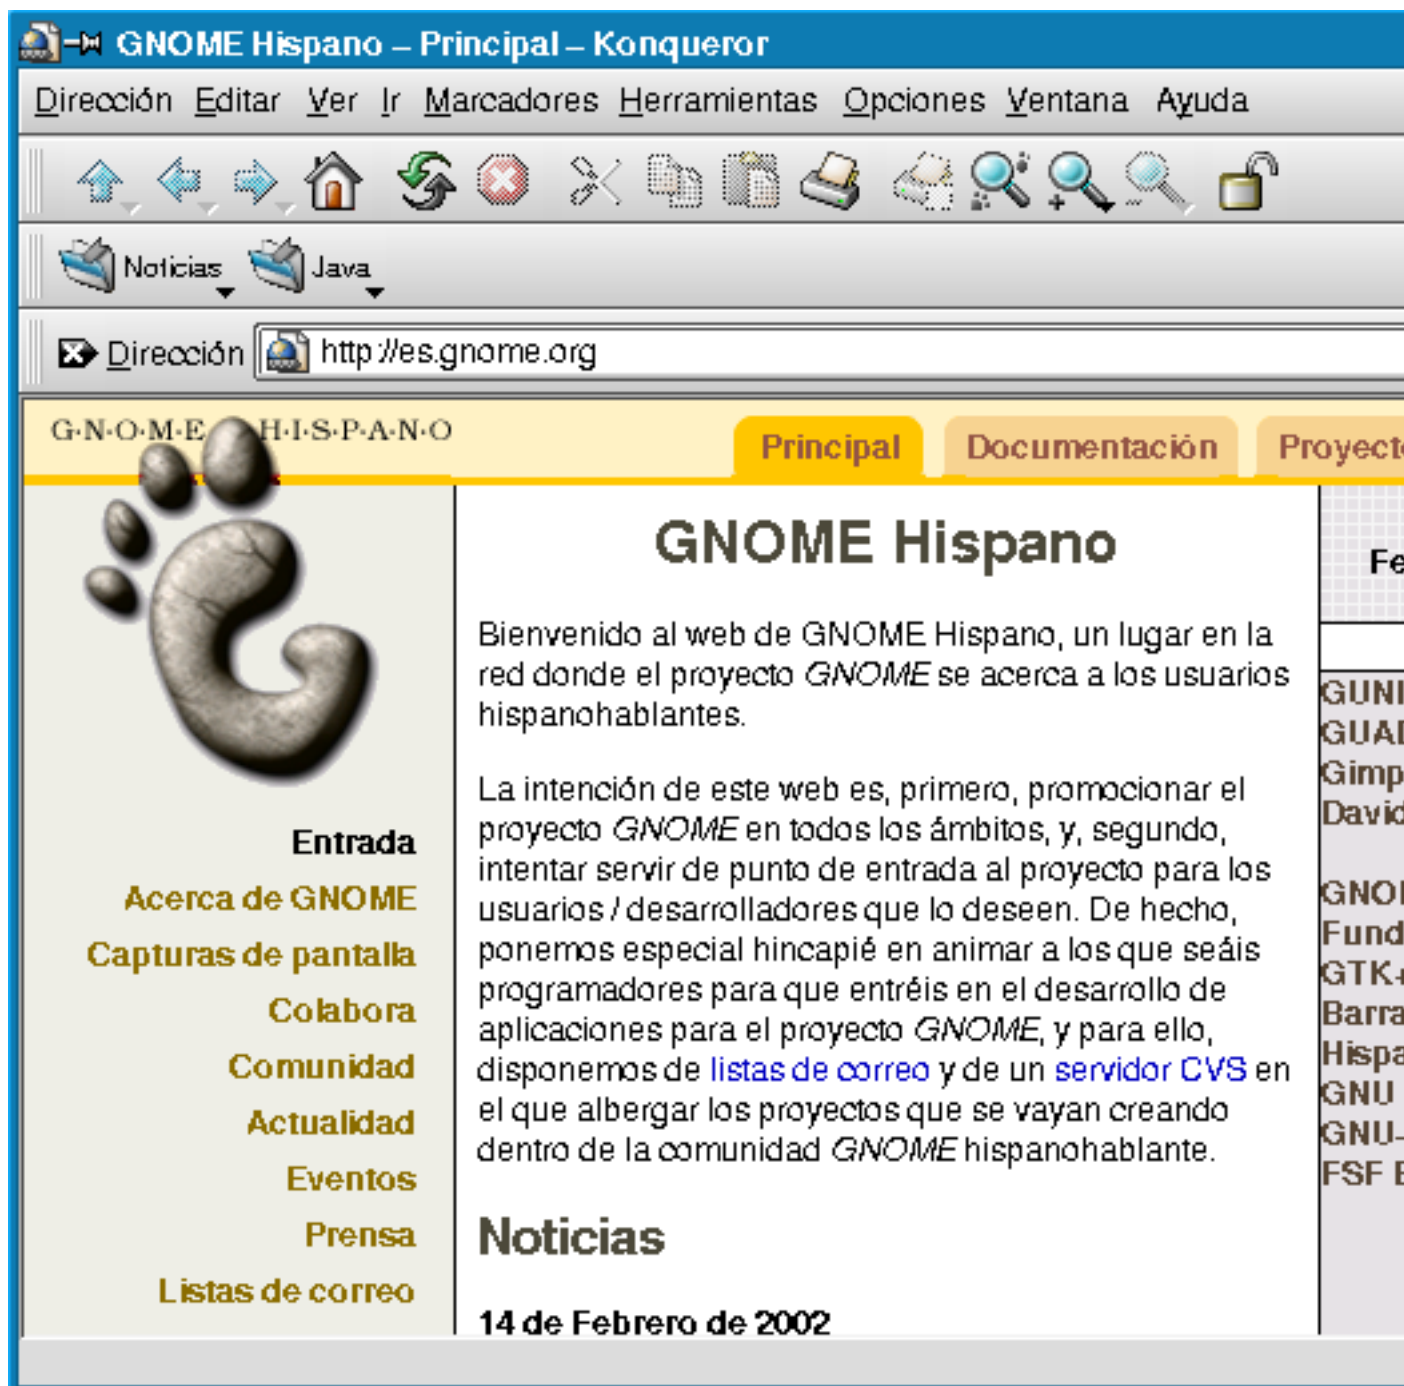 GNOME Hispano – Principal – Konqueror
Dirección Editar Ver Ir Marcadores Herramientas Opciones Ventana Ayuda
Noticias Java
Dirección http://es.gnome.org
G·N·O·M·E H·I·S·P·A·N·O
Principal Documentación
Entrada
Acerca de GNOME
Capturas de pantalla
Colabora
Comunidad
Actualidad
Eventos
Prensa
Listas de correo
GNOME Hispano
Bienvenido al web de GNOME Hispano, un lugar en la
red donde el proyecto GNOME se acerca a los usuarios
hispanohablantes.
La intención de este web es, primero, promocionar el
proyecto GNOME en todos los ámbitos, y, segundo,
intentar servir de punto de entrada al proyecto para los
usuarios / desarrolladores que lo deseen. De hecho,
ponemos especial hincapié en animar a los que seáis
programadores para que entréis en el desarrollo de
aplicaciones para el proyecto GNOME, y para ello,
disponemos de listas de correo y de un servidor CVS en
el que albergar los proyectos que se vayan creando
dentro de la comunidad GNOME hispanohablante.
Noticias
14 de Febrero de 2002
GNU